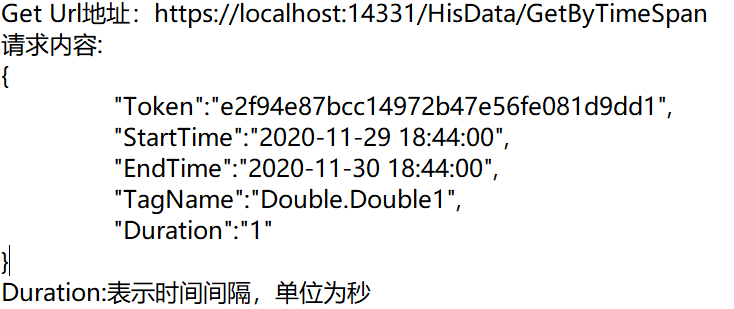 Get Url地址：https://localhost:14331/HisData/GetByTimeSpan
请求内容:
{
"Token":"e2f94e87bcc14972b47e56fe081d9dd1",
"StartTime":"2020-11-29 18:44:00",
"EndTime":"2020-11-30 18:44:00",
"TagName":"Double.Double1",
"Duration":"1"
}
Duration:表示时间间隔，单位为秒